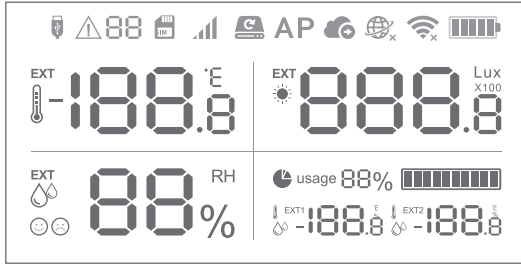 88 SIM AP
EXT -188.8 °E
EXT 888.8 Lux X100
EXT 88% RH
usage 88%
EXT1 -188.8 °E % EXT2 -188.8 °E %